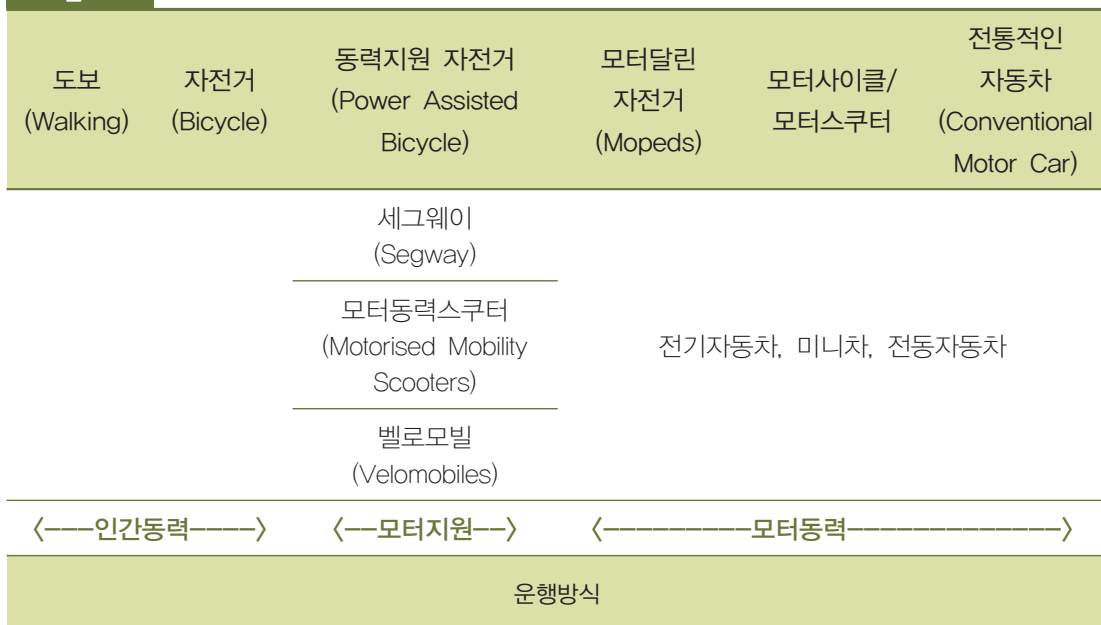 도보
(Walking)
자전거
(Bicycle)
동력지원 자전거
(Power Assisted
Bicycle)
모터달린
자전거
(Mopeds)
모터사이클/
모터스쿠터
전통적인
자동차
(Conventional
Motor Car)
세그웨이
(Segway)
모터동력스쿠터
(Motorised Mobility
Scooters)
벨로모빌
(Velomobiles)
전기자동차, 미니차, 전동자동차
〈---인간동력----〉 〈--모터지원--〉 〈---------모터동력-------------〉
운행방식